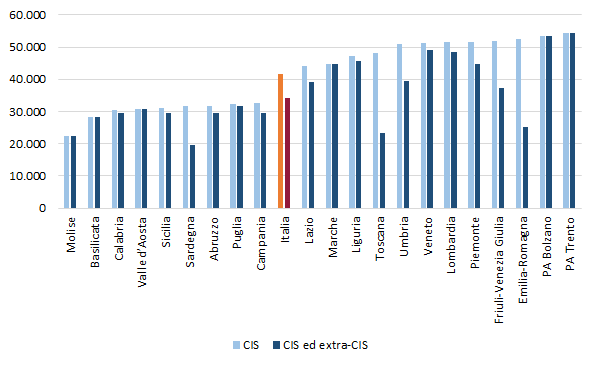 60.000
50.000
40.000
30.000
20.000
10.000
0
Molise
Basilicata
Calabria
Valle d'Aosta
Sicilia
Sardegna
Abruzzo
Puglia
Campania
Italia
Lazio
Marche
Liguria
Toscana
Umbria
Veneto
Lombardia
Piemonte
Friuli-Venezia Giulia
Emilia-Romagna
PA Bolzano
PA Trento
CIS
CIS ed extra-CIS